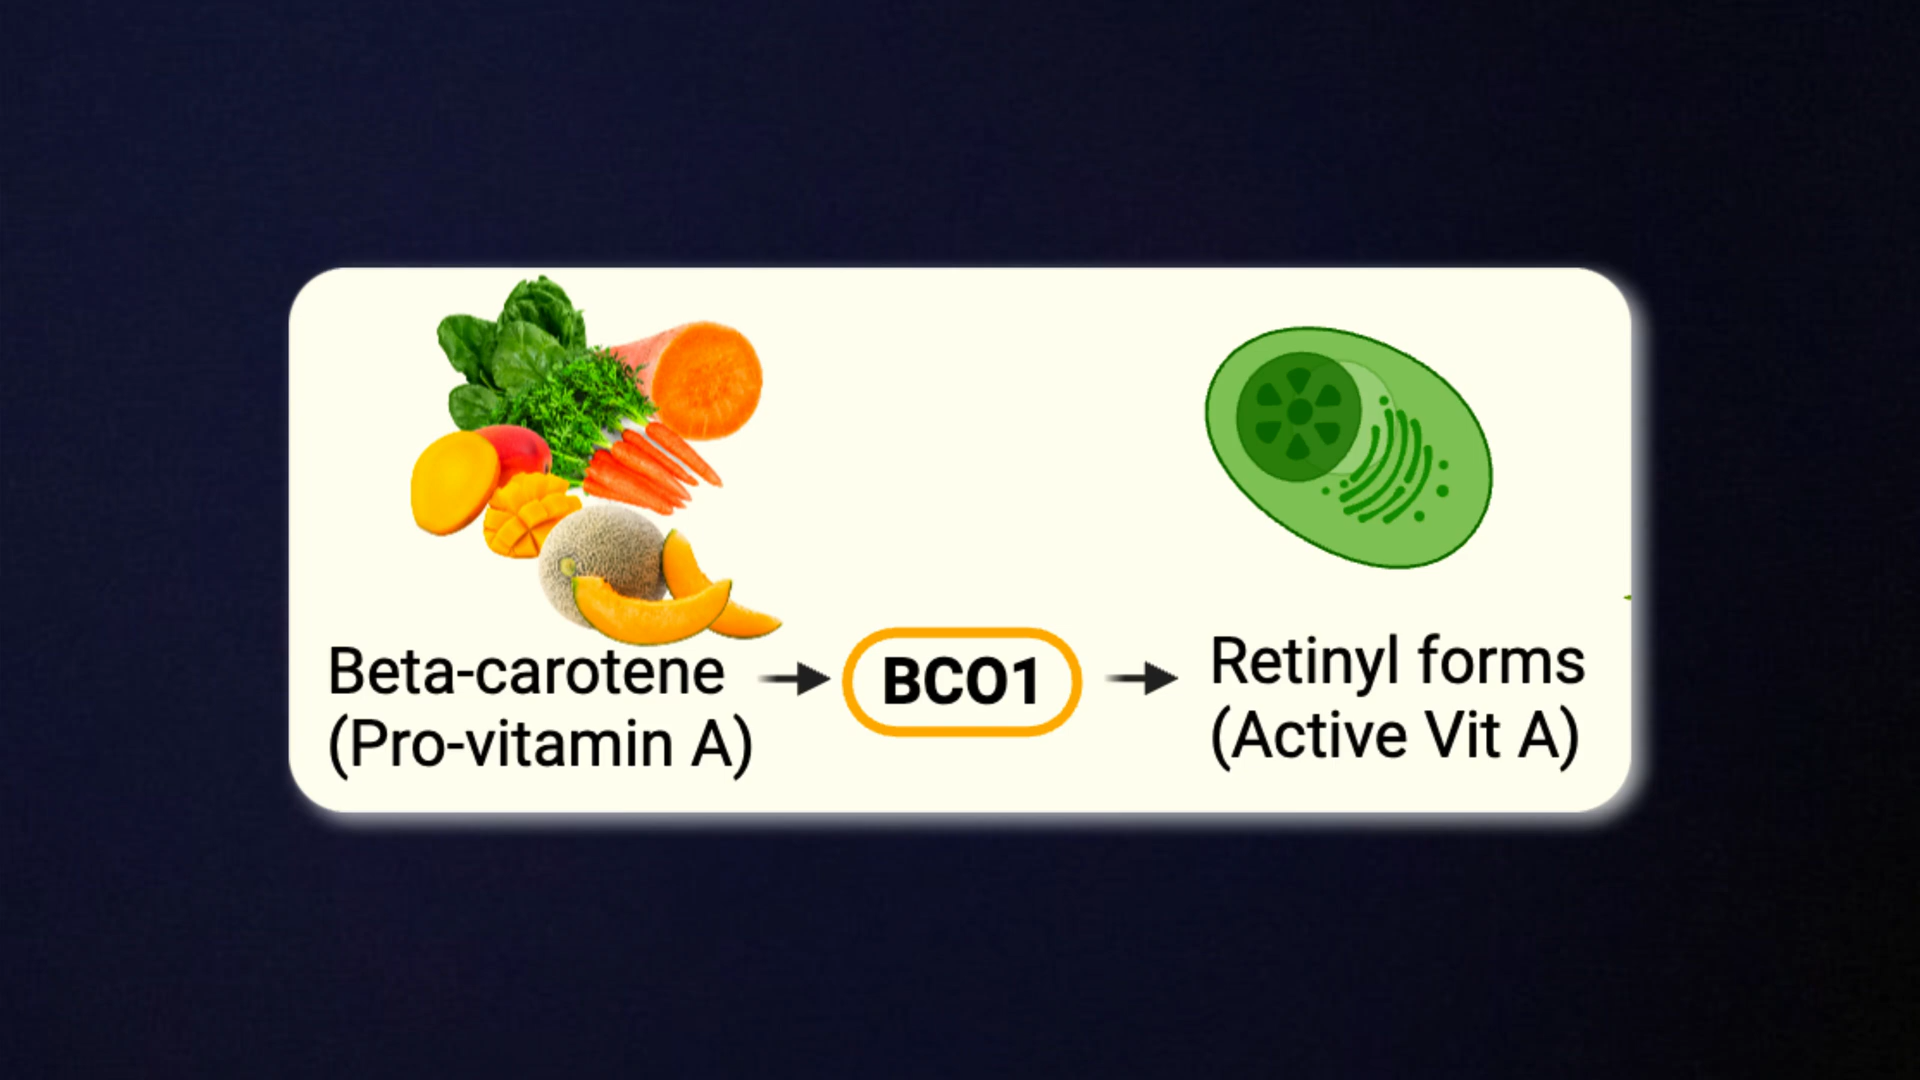 Beta-carotene
(Pro-vitamin A)
BCO1
Retinyl forms
(Active Vit A)